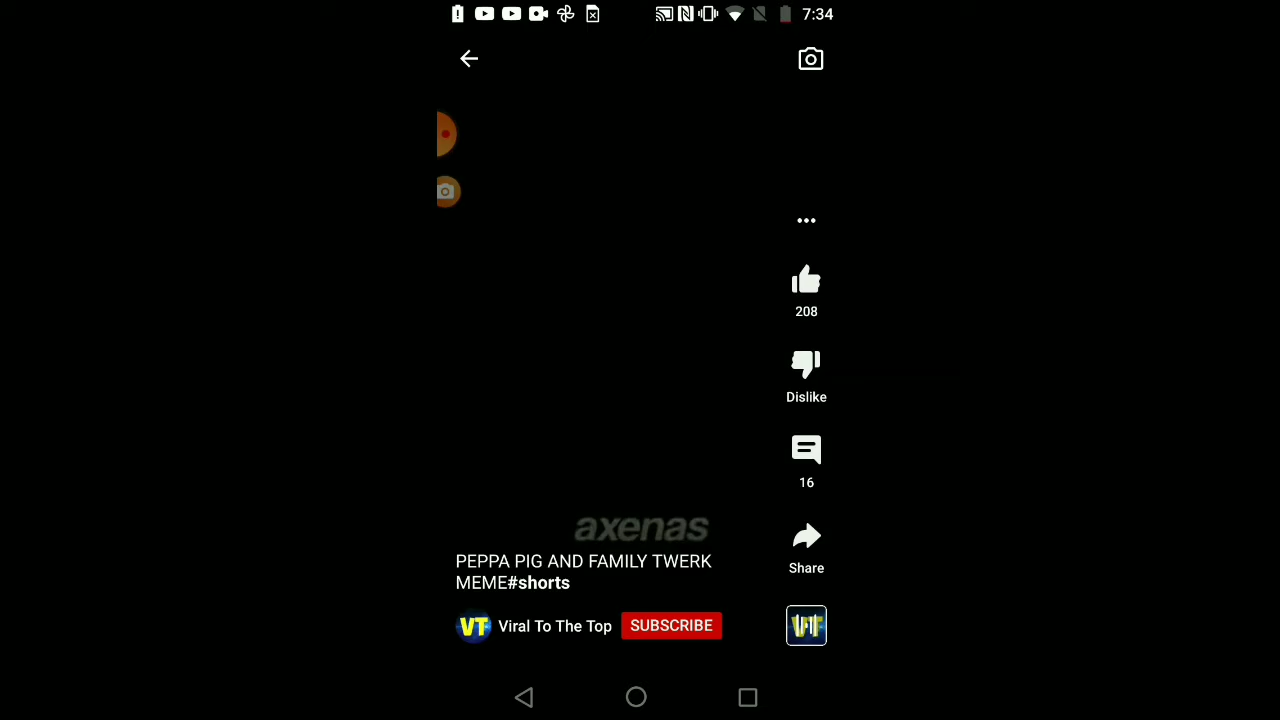 7:34
208
Dislike
16
axenas
Share
PEPPA PIG AND FAMILY TWERK
MEME#shorts
VT Viral To The Top SUBSCRIBE
VT